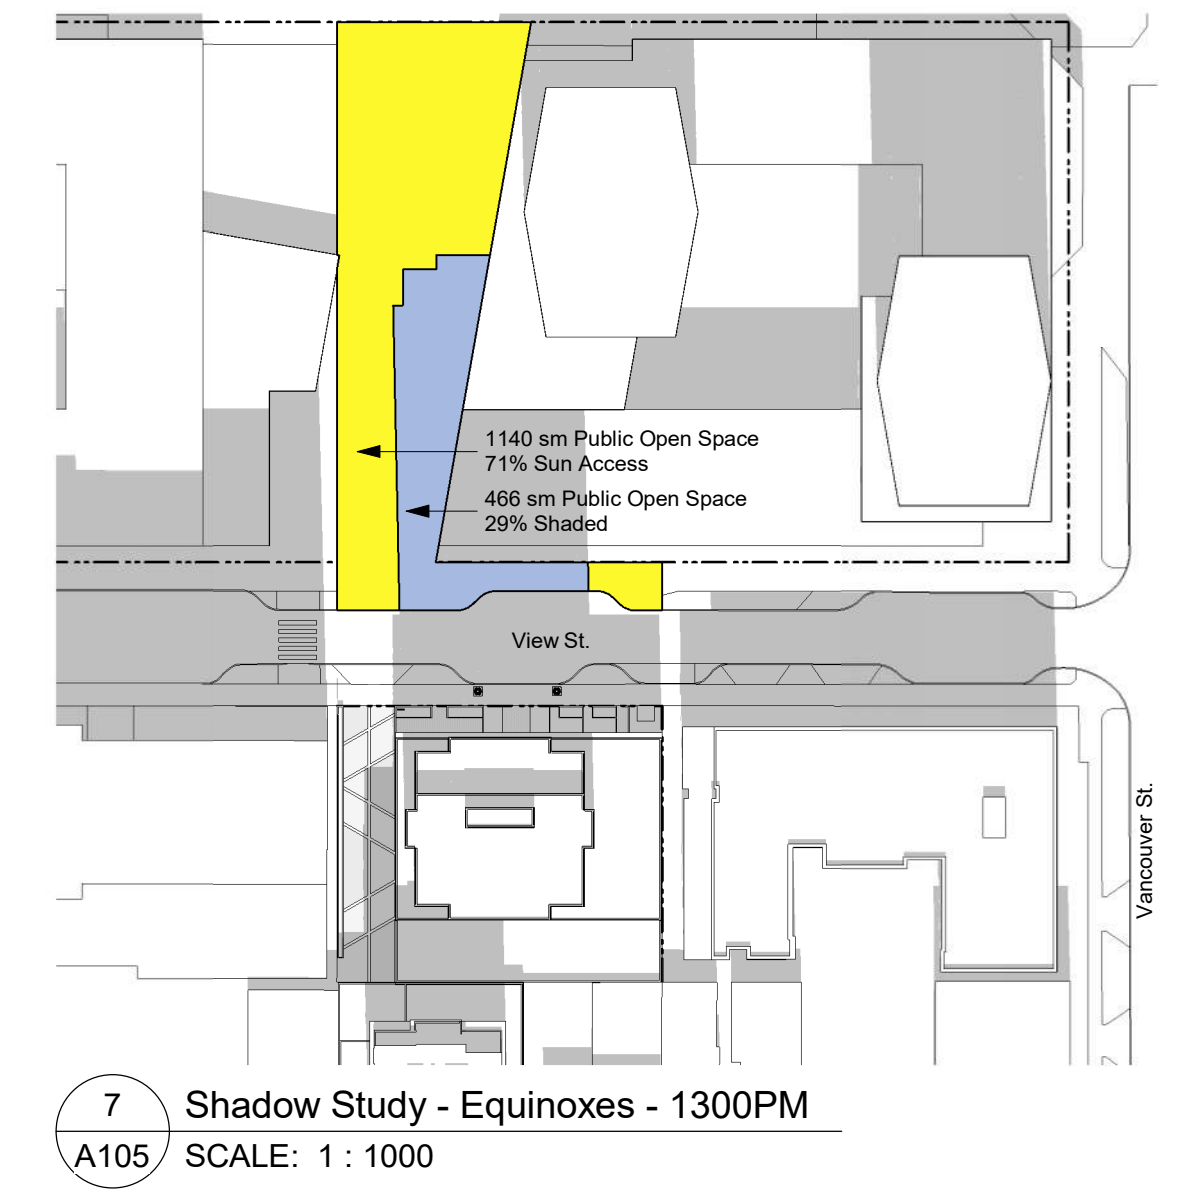 1140 sm Public Open Space
71% Sun Access
466 sm Public Open Space
29% Shaded
View St.
Vancouver St.
7
A105
Shadow Study - Equinoxes - 1300PM
SCALE: 1 : 1000